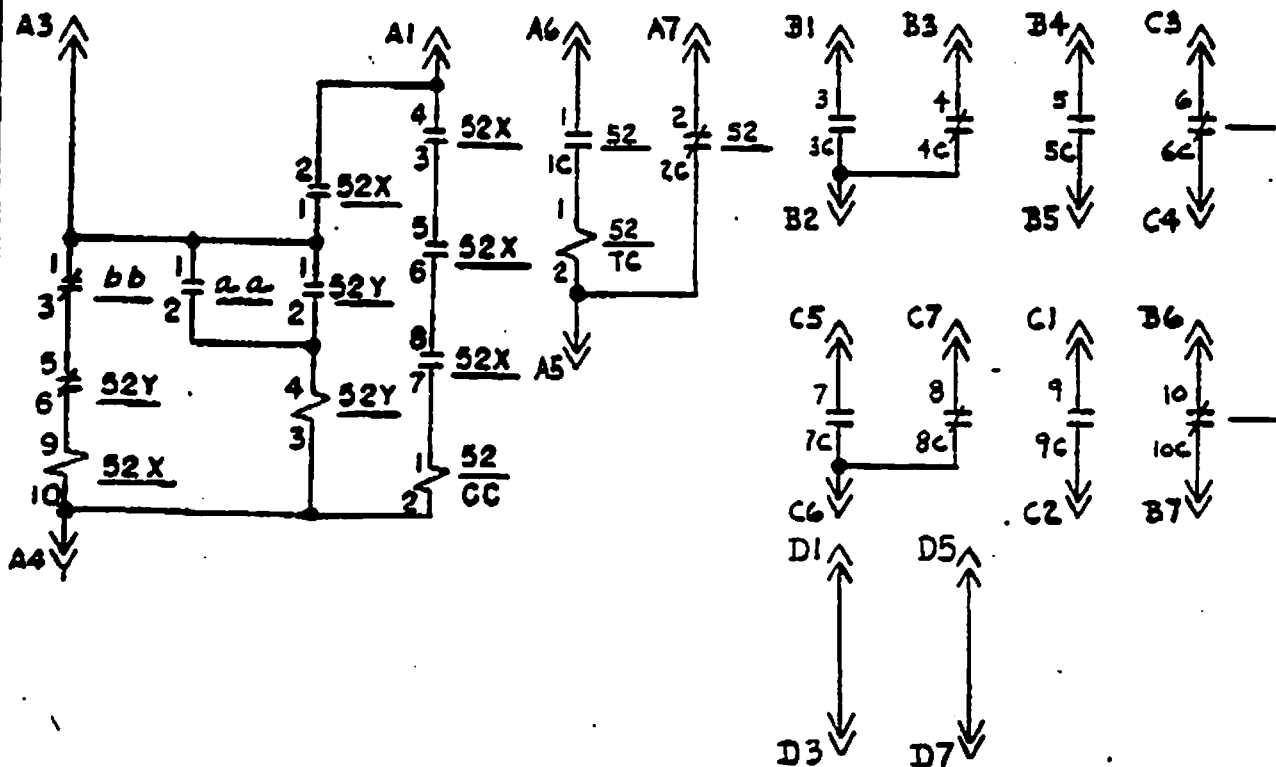 A3 A1 A6 A7 B1 B3 B4 C3
1 2 3 4 5 6
4 52X 1C 52 2C 52 3C 4C 5C 6C
3
2 52X
1
1 52
TC
2
B2 B5 C4
5 52X
6
1 bb 1 aa 1 52Y
3 2 2
8 52X A5
7
C5 C7 C1 B6
5 52Y
6
4 52Y
3
7 8 9 10
7C 8C 9C 10C
9 52X
10
1 52
CC
2
C6 C2 B7
A4 D1 D5
D3 D7